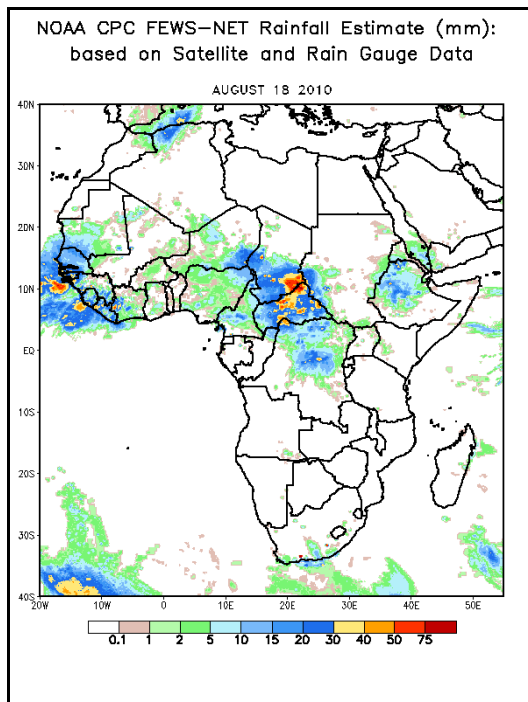 NOAA CPC FEWS-NET Rainfall Estimate (mm):
based on Satellite and Rain Gauge Data
AUGUST 18 2010
40N
30N
20N
10N
EQ
10S
20S
30S
40S
20W 10W 0 10E 20E 30E 40E 50E
0.1 1 2 5 10 15 20 30 40 50 75